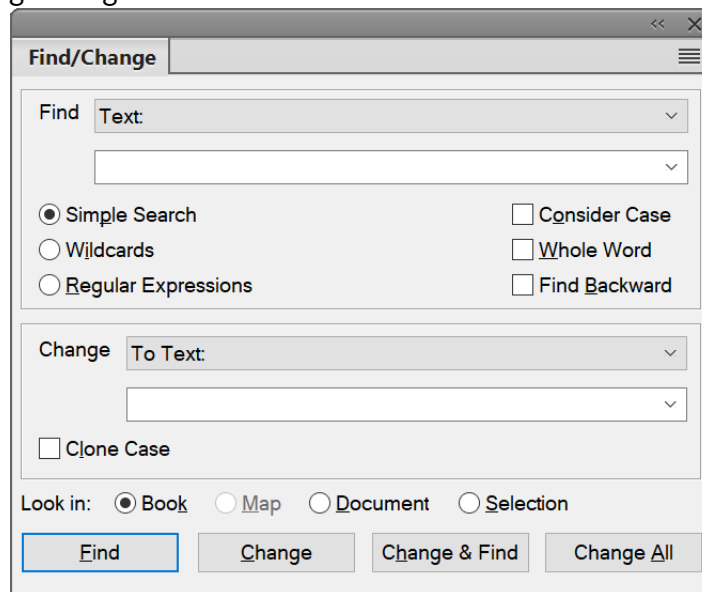 Find/Change
Find Text:
Simple Search
Consider Case
Wildcards
Whole Word
Regular Expressions
Find Backward
Change To Text:
Clone Case
Look in: Book Map Document Selection
Find Change Change & Find Change All